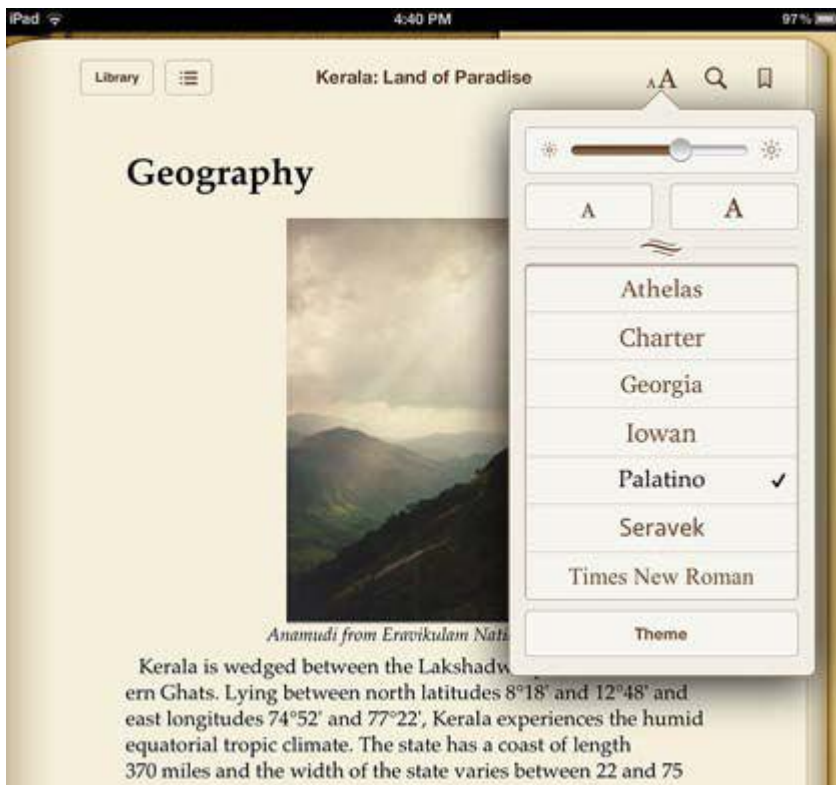 iPad 4:40 PM 97%
Library Kerala: Land of Paradise AA
Geography
A A
Athelas
Charter
Georgia
Iowan
Palatino
Seravek
Times New Roman
Theme
Anamudi from Eravikulam
Kerala is wedged between the
ern Ghats. Lying between north latitudes 8°18' and 12°48' and
east longitudes 74°52' and 77°22', Kerala experiences the humid
equatorial tropic climate. The state has a coast of length
370 miles and the width of the state varies between 22 and 75